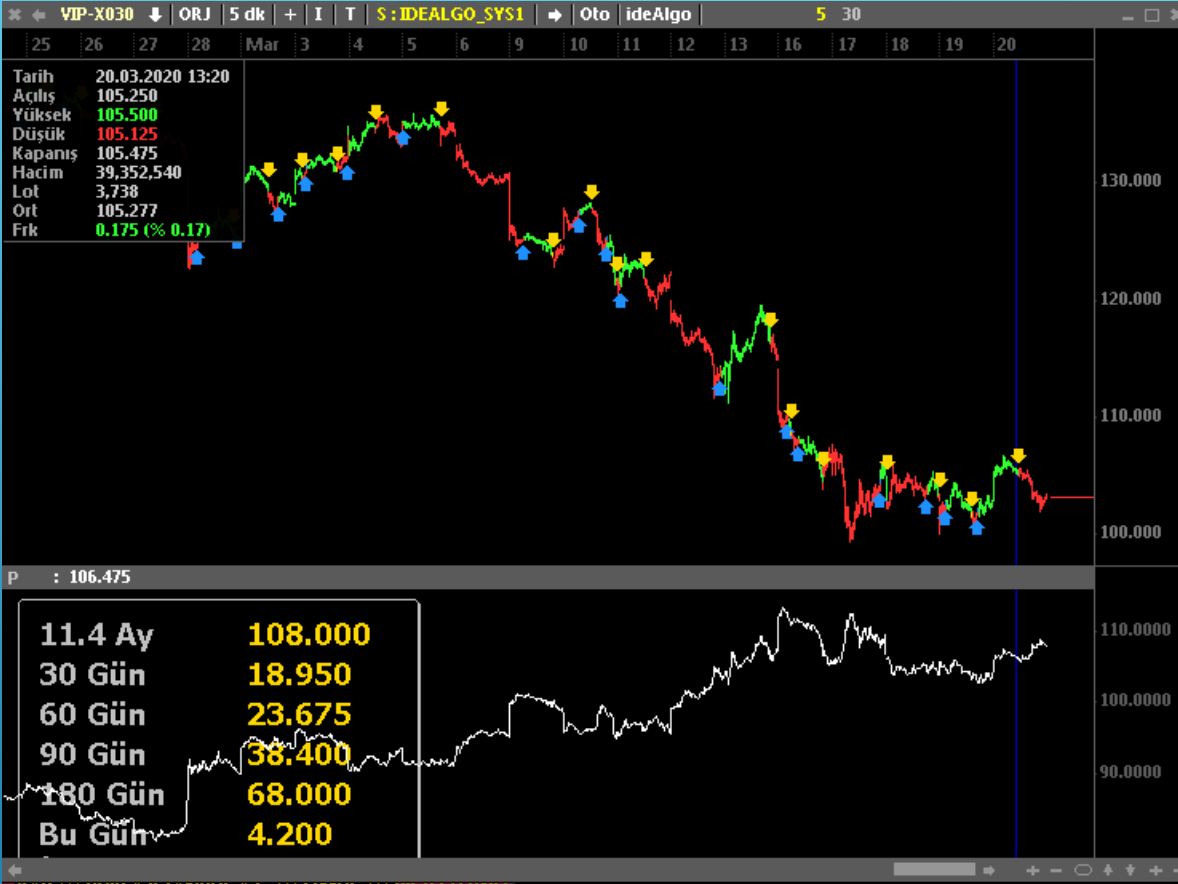 VIP-X030 ORJ 5 dk + I T S:IDEALGO_SYS1 Oto ideAlgo 5 30
25 26 27 28 Mar 3 4 5 6 9 10 11 12 13 16 17 18 19 20
Tarih 20.03.2020 13:20
Açılış 105.250
Yüksek 105.500
Düşük 105.125
Kapanış 105.475
Hacim 39,352,540
Lot 3,738
Ort 105.277
Frk 0.175 (% 0.17)
130.000
120.000
110.000
100.000
P : 106.475
11.4 Ay 108.000
30 Gün 18.950
60 Gün 23.675
90 Gün 38.400
180 Gün 68.000
Bu Gün 4.200
110.0000
100.0000
90.0000